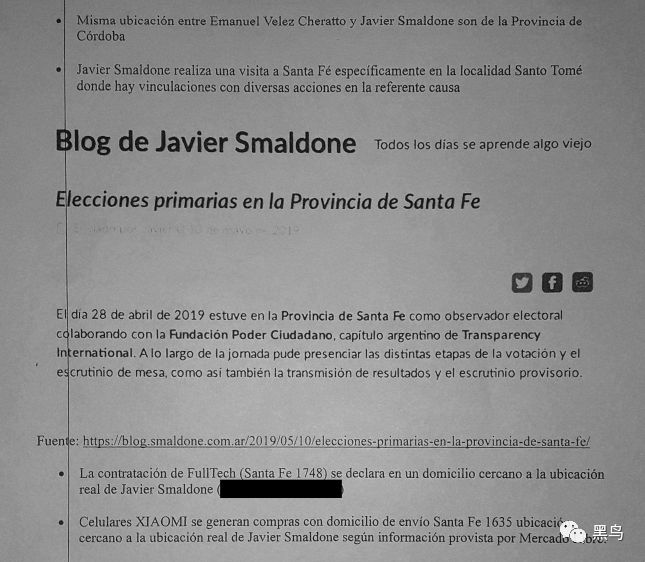 • Misma ubicación entre Emanuel Velez Cheratto y Javier Smaldone son de la Provincia de
Córdoba
• Javier Smaldone realiza una visita a Santa Fé específicamente en la localidad Santo Tomé
donde hay vinculaciones con diversas acciones en la referente causa
Blog de Javier Smaldone Todos los días se aprende algo viejo
Elecciones primarias en la Provincia de Santa Fe
Enviado por Javier el 10 de mayo de 2019
El día 28 de abril de 2019 estuve en la Provincia de Santa Fe como observador electoral
colaborando con la Fundación Poder Ciudadano, capítulo argentino de Transparency
International. A lo largo de la jornada pude presenciar las distintas etapas de la votación y el
escrutinio de mesa, como así también la transmisión de resultados y el escrutinio provisorio.
Fuente: https://blog.smaldone.com.ar/2019/05/10/elecciones-primarias-en-la-provincia-de-santa-fe/
• La contratación de FullTech (Santa Fe 1748) se declara en un domicilio cercano a la ubicación
real de Javier Smaldone ( )
• Celulares XIAOMI se generan compras con domicilio de envío Santa Fe 1635 ubicació
cercano a la ubicación real de Javier Smaldone según información provista por Mercado
黑鸟